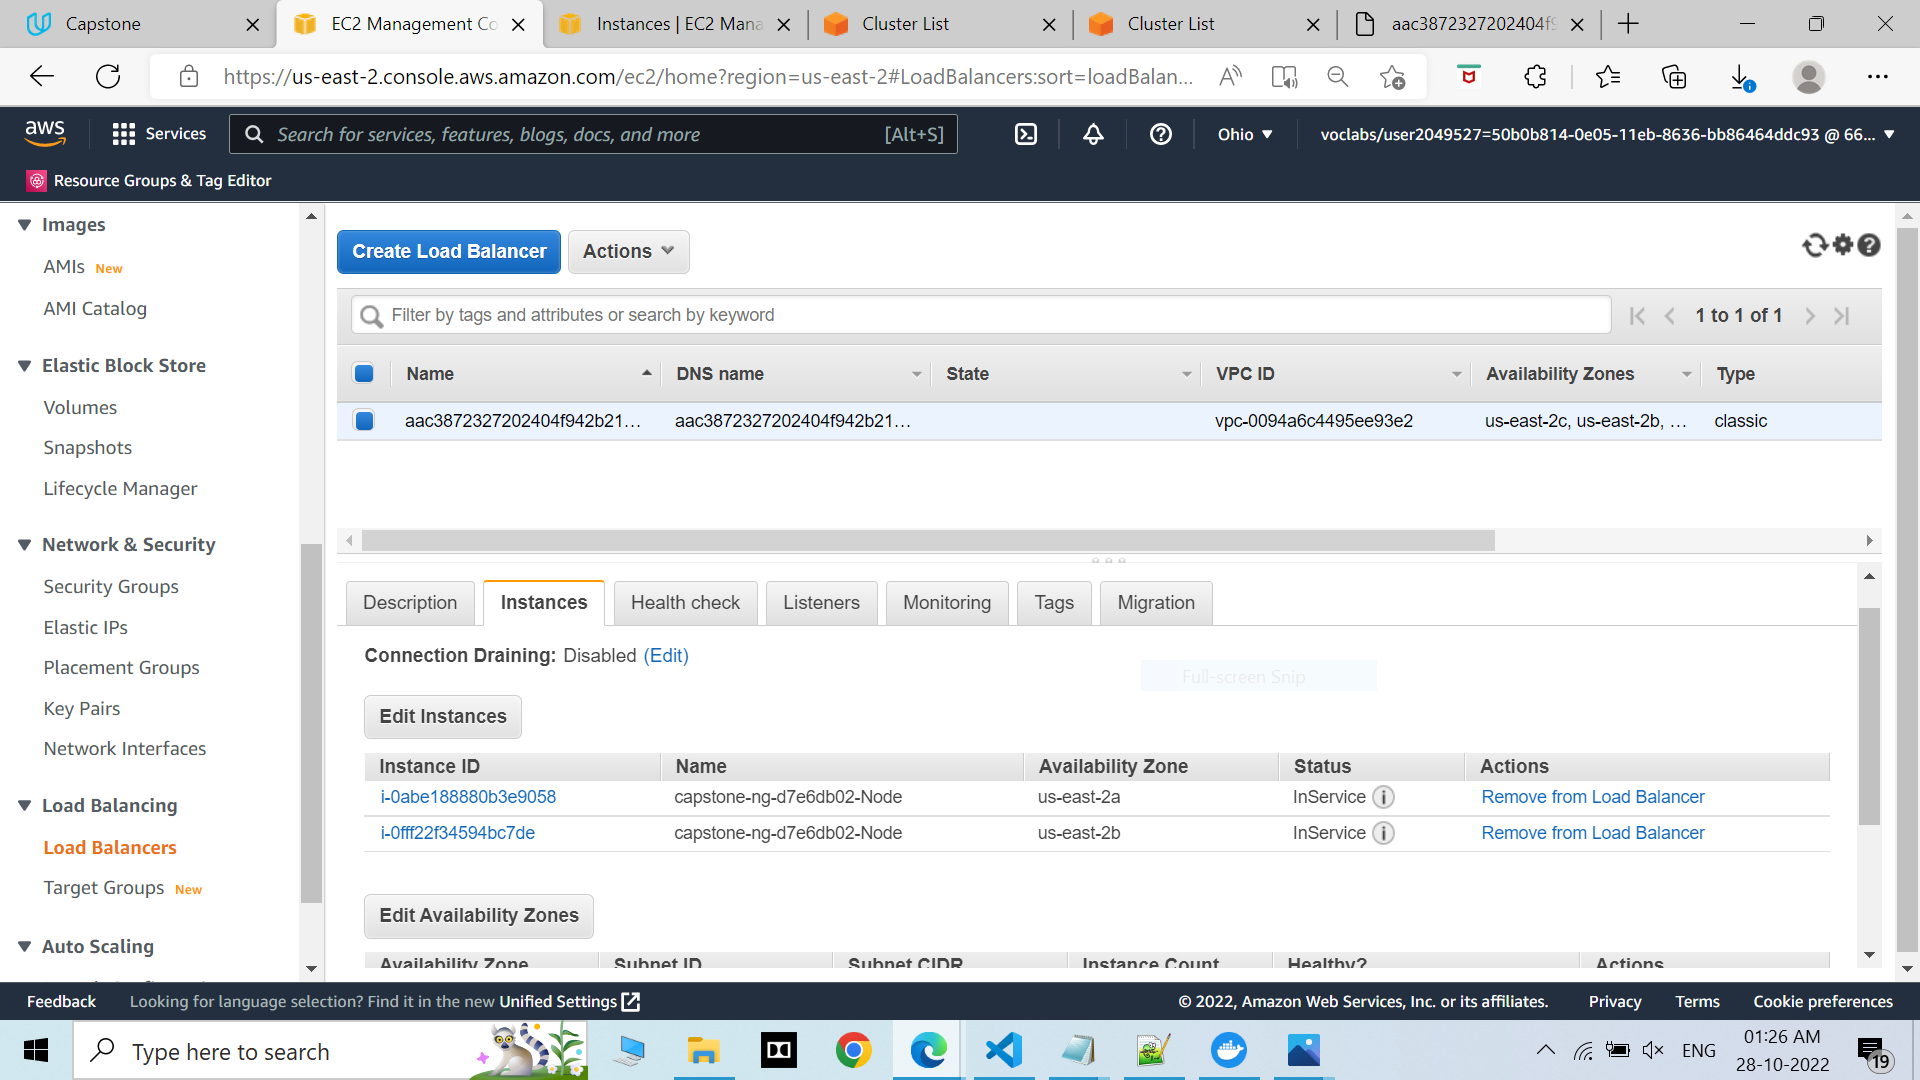 Capstone
EC2 Management Co
Instances | EC2 Mana
Cluster List
Cluster List
aac3872327202404f9
https://us-east-2.console.aws.amazon.com/ec2/home?region=us-east-2#LoadBalancers:sort=loadBalan...
aws
Services
Search for services, features, blogs, docs, and more
[Alt+S]
Ohio
voclabs/user2049527=50b0b814-0e05-11eb-8636-bb86464ddc93 @ 66...
Resource Groups & Tag Editor
Images
AMIs New
AMI Catalog
Elastic Block Store
Volumes
Snapshots
Lifecycle Manager
Network & Security
Security Groups
Elastic IPs
Placement Groups
Key Pairs
Network Interfaces
Load Balancing
Load Balancers
Target Groups New
Auto Scaling
Create Load Balancer
Actions
Filter by tags and attributes or search by keyword
1 to 1 of 1
Name DNS name State VPC ID Availability Zones Type
aac3872327202404f942b21... aac3872327202404f942b21... vpc-0094a6c4495ee93e2 us-east-2c, us-east-2b, ... classic
Description Instances Health check Listeners Monitoring Tags Migration
Connection Draining: Disabled (Edit)
Full-screen Snip
Edit Instances
Instance ID Name Availability Zone Status Actions
i-0abe188880b3e9058 capstone-ng-d7e6db02-Node us-east-2a InService Remove from Load Balancer
i-0fff22f34594bc7de capstone-ng-d7e6db02-Node us-east-2b InService Remove from Load Balancer
Edit Availability Zones
Availability Zone Subnet ID Subnet CIDR Instance Count Healthy? Actions
Feedback
Looking for language selection? Find it in the new Unified Settings
© 2022, Amazon Web Services, Inc. or its affiliates.
Privacy
Terms
Cookie preferences
Type here to search
ENG
01:26 AM
28-10-2022
19